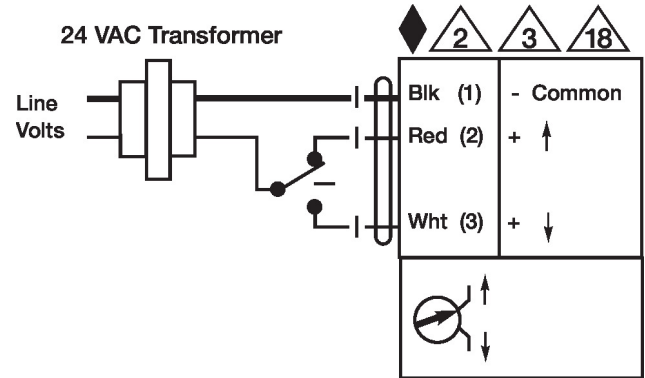 24 VAC Transformer
2 3 18
Line
Volts
Blk (1) - Common
Red (2) +
Wht (3) +